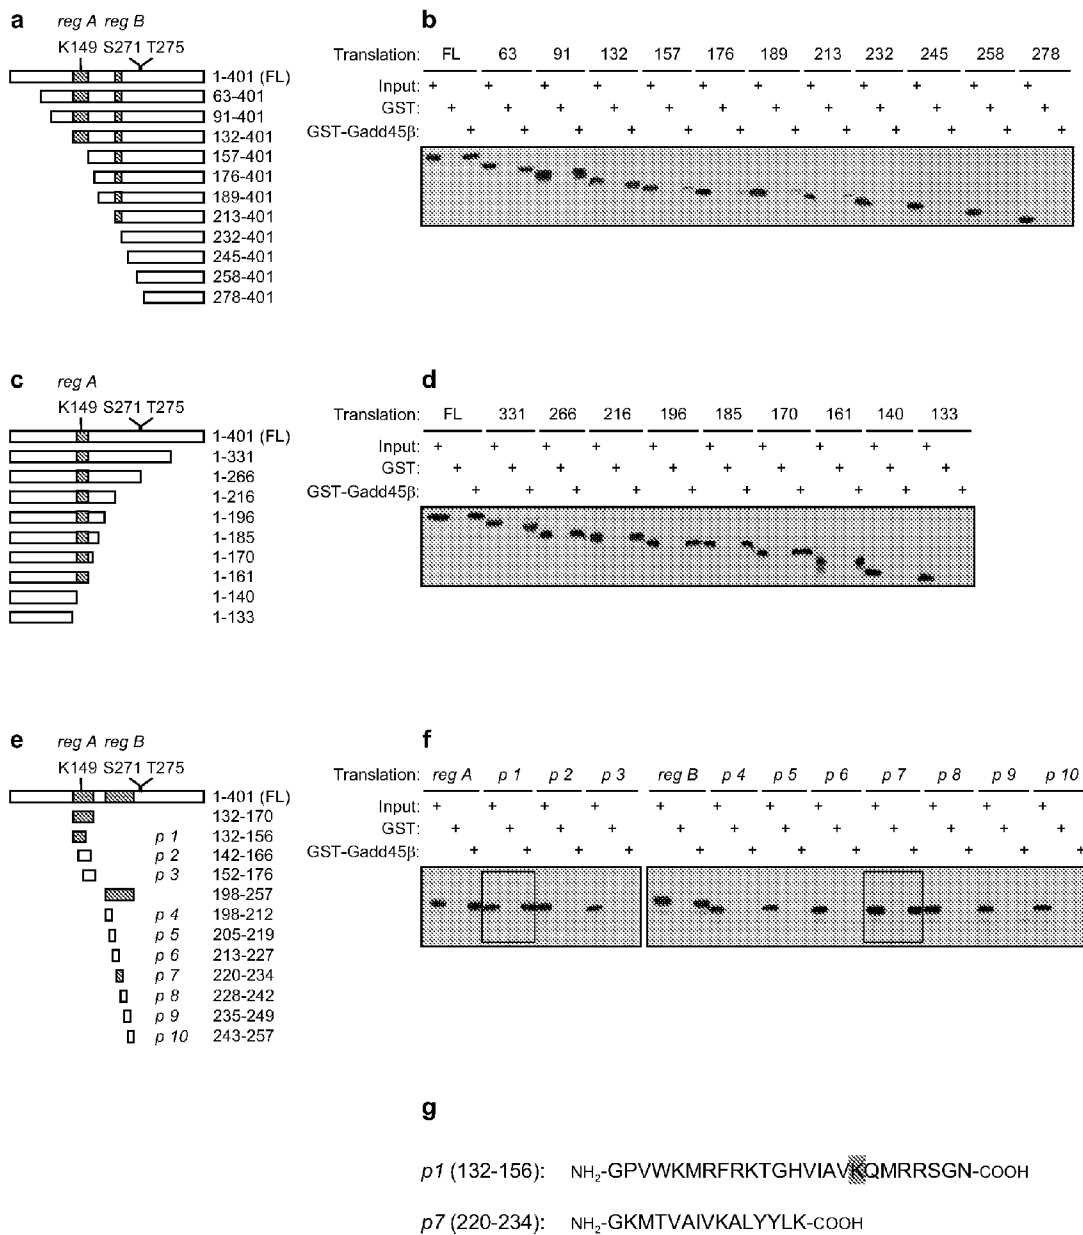 a
reg A reg B
K149 S271 T275
1-401 (FL)
63-401
91-401
132-401
157-401
176-401
189-401
213-401
232-401
245-401
258-401
278-401
b
Translation: FL 63 91 132 157 176 189 213 232 245 258 278
Input: + + + + + + + + + + + +
GST: + + + + + + + + + + + +
GST-Gadd45β: + + + + + + + + + + + +
c
reg A
K149 S271 T275
1-401 (FL)
1-331
1-266
1-216
1-196
1-185
1-170
1-161
1-140
1-133
d
Translation: FL 331 266 216 196 185 170 161 140 133
Input: + + + + + + + + + +
GST: + + + + + + + + + +
GST-Gadd45β: + + + + + + + + + +
e
reg A reg B
K149 S271 T275
1-401 (FL)
132-170
p 1 132-156
p 2 142-166
p 3 152-176
198-257
p 4 198-212
p 5 205-219
p 6 213-227
p 7 220-234
p 8 228-242
p 9 235-249
p 10 243-257
f
Translation: reg A p 1 p 2 p 3 reg B p 4 p 5 p 6 p 7 p 8 p 9 p 10
Input: + + + + + + + + + + + +
GST: + + + + + + + + + + + +
GST-Gadd45β: + + + + + + + + + + + +
g
p1 (132-156): NH2-GPVWKMRFRKTGHVIAVKQMRRSGN-COOH
p7 (220-234): NH2-GKMTVAIVKALYYLK-COOH